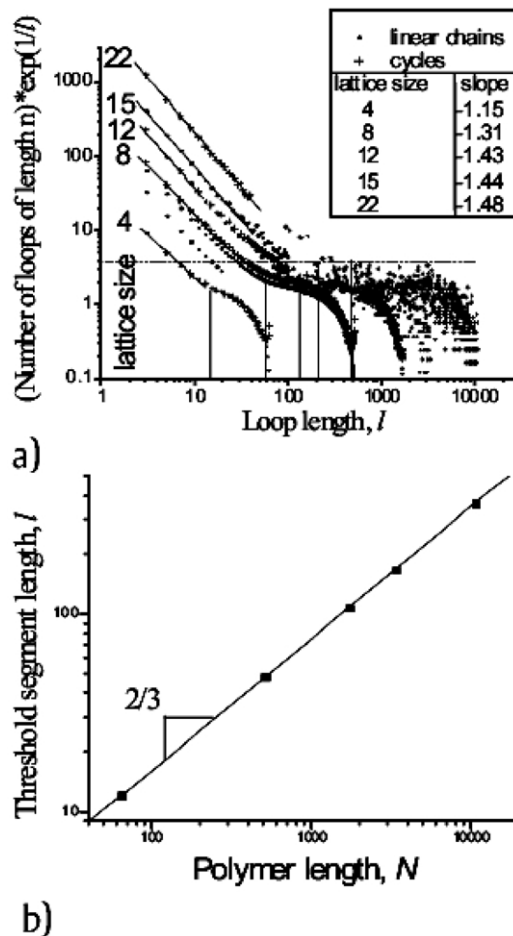 (Number of loops of length n)*exp(1/l)
1000
100
10
1
0.1
22
15
12
8
4
lattice size
· linear chains
+ cycles
lattice size slope
4 -1.15
8 -1.31
12 -1.43
15 -1.44
22 -1.48
1 10 100 1000 10000
Loop length, l
a)
Threshold segment length, l
100
10
2/3
100 1000 10000
Polymer length, N
b)